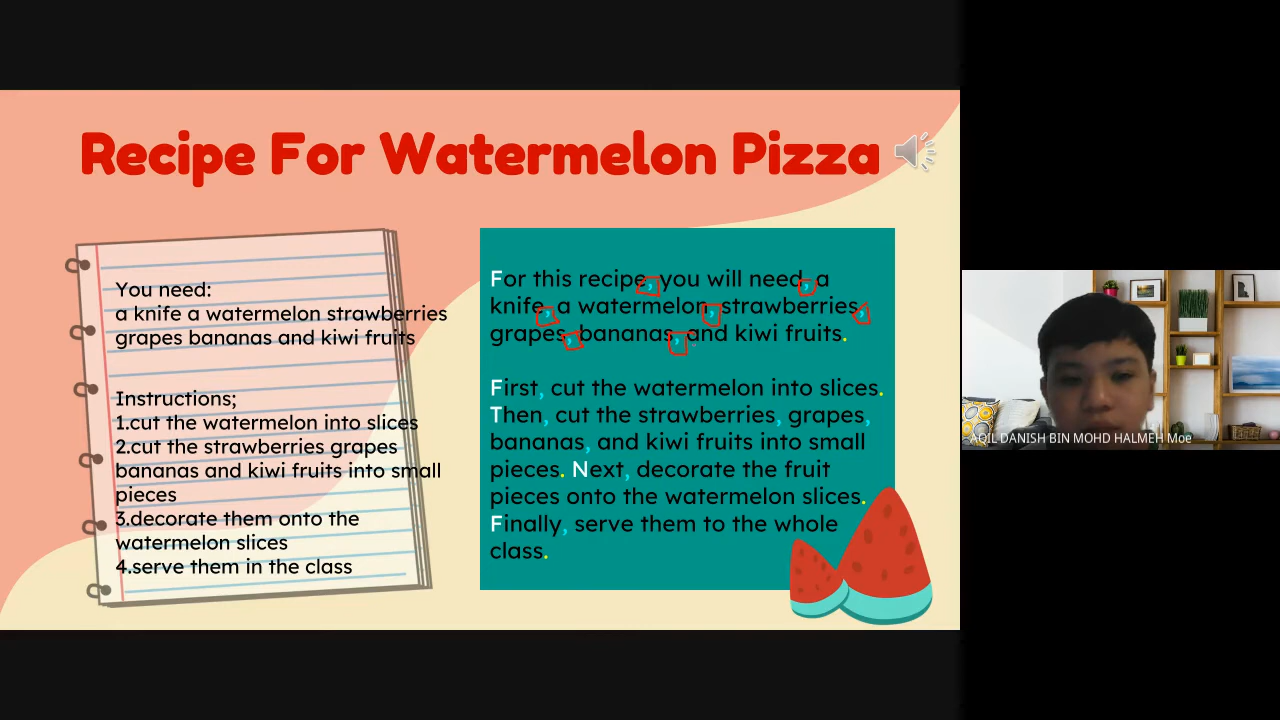 Recipe For Watermelon Pizza
You need:
a knife a watermelon strawberries
grapes bananas and kiwi fruits
Instructions;
1.cut the watermelon into slices
2.cut the strawberries grapes
bananas and kiwi fruits into small
pieces
3.decorate them onto the
watermelon slices
4.serve them in the class
For this recipe, you will need, a
knife, a watermelon, strawberries,
grapes, bananas, and kiwi fruits.
First, cut the watermelon into slices.
Then, cut the strawberries, grapes,
bananas, and kiwi fruits into small
pieces. Next, decorate the fruit
pieces onto the watermelon slices.
Finally, serve them to the whole
class.
AQIL DANISH BIN MOHD HALMEH Moe